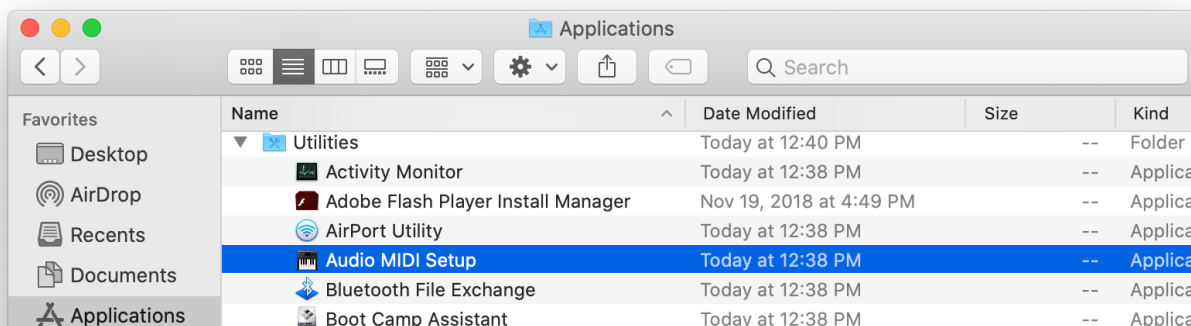 Applications
Search
Favorites
Name Date Modified Size Kind
Utilities Today at 12:40 PM -- Folder
Desktop
Activity Monitor Today at 12:38 PM -- Applica
AirDrop
Adobe Flash Player Install Manager Nov 19, 2018 at 4:49 PM -- Applica
Recents
AirPort Utility Today at 12:38 PM -- Applica
Documents
Audio MIDI Setup Today at 12:38 PM -- Applica
Bluetooth File Exchange Today at 12:38 PM -- Applica
Applications
Boot Camp Assistant Today at 12:38 PM -- Applica